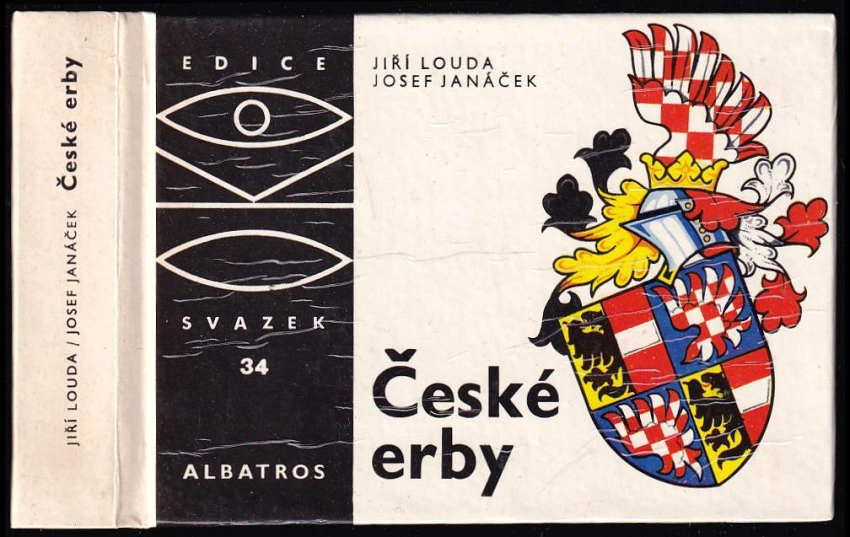 JIŘÍ LOUDA / JOSEF JANÁČEK České erby
EDICE
SVAZEK
34
ALBATROS
JIŘÍ LOUDA
JOSEF JANÁČEK
České
erby